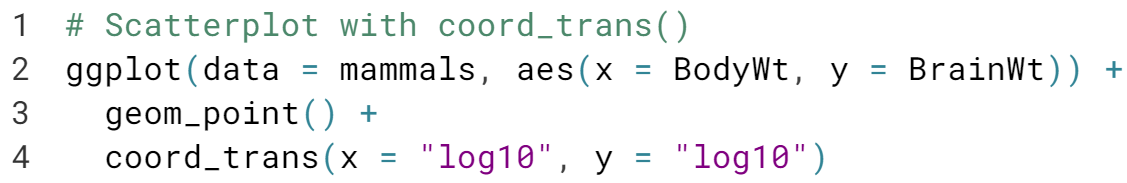 1 # Scatterplot with coord_trans()
2 ggplot(data = mammals, aes(x = BodyWt, y = BrainWt)) +
3   geom_point() +
4   coord_trans(x = "log10", y = "log10")